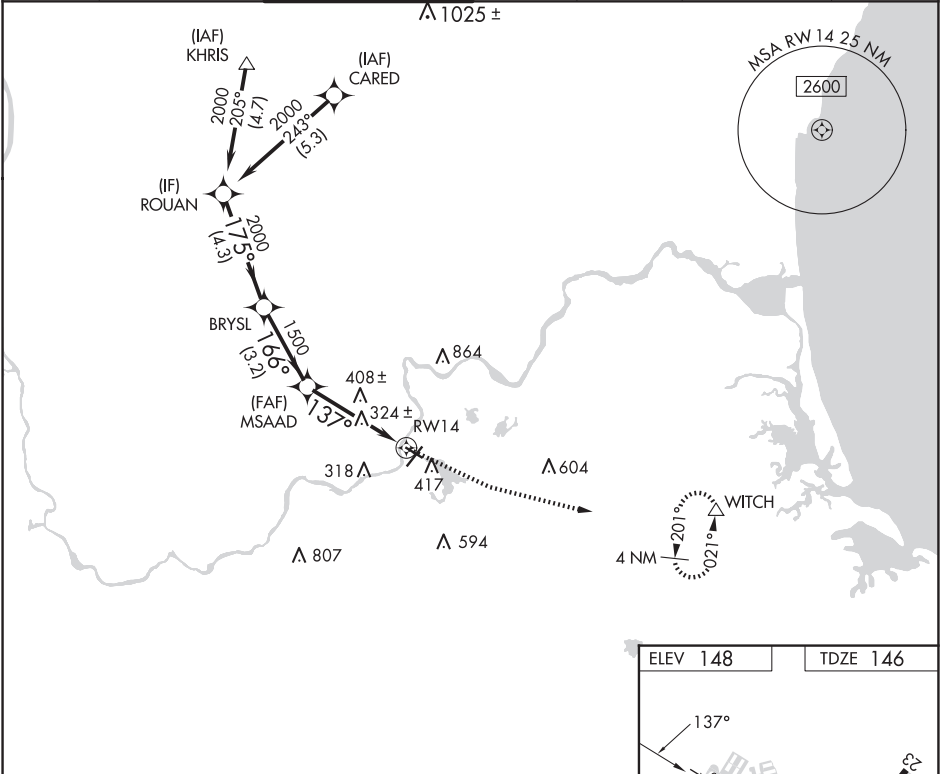 1025 ±
(IAF)
KHRIS
(IAF)
CARED
MSA RW 14 25 NM
2600
2000
205°
(4.7)
2000
243°
(5.3)
(IF)
ROUAN
2000
175°
(4.3)
BRYSL
1500
166°
(3.2)
864
408 ±
(FAF)
MSAAD
324 ±
137°
RW14
318
417
604
WITCH
201°
021°
4 NM
594
807
ELEV 148
TDZE 146
137°
23